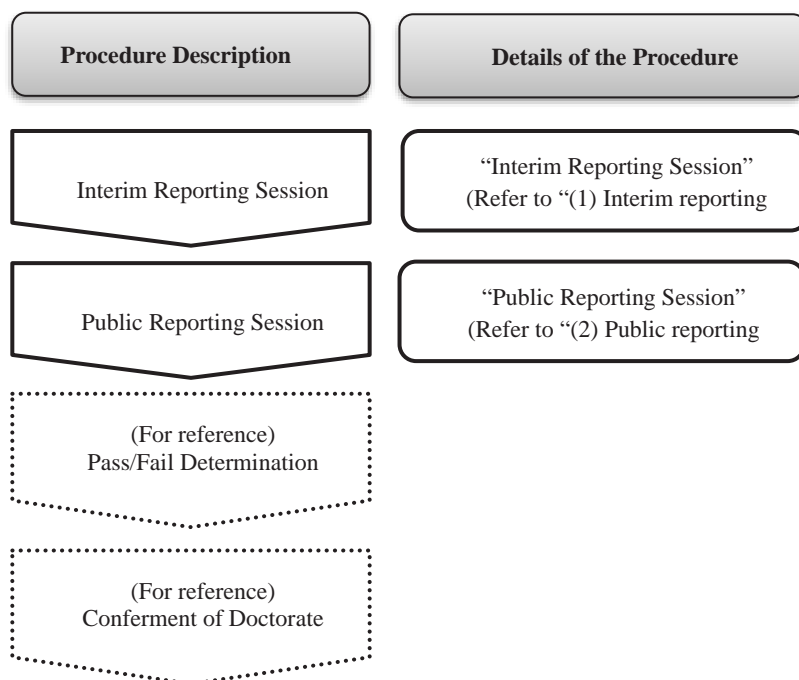 Procedure Description
Details of the Procedure
Interim Reporting Session
“Interim Reporting Session”
(Refer to “(1) Interim reporting
Public Reporting Session
“Public Reporting Session”
(Refer to “(2) Public reporting
(For reference)
Pass/Fail Determination
(For reference)
Conferment of Doctorate